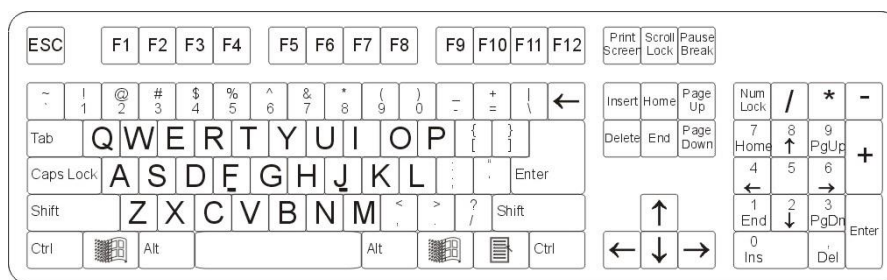 ESC F1 F2 F3 F4 F5 F6 F7 F8 F9 F10 F11 F12 Print Screen Scroll Lock Pause Break
~ ` ! 1 @ 2 # 3 $ 4 % 5 ^ 6 & 7 * 8 ( 9 ) 0 _ - + = | \ ← Insert Home Page Up Num Lock / * -
Tab Q W E R T Y U I O P { [ } ] Delete End Page Down 7 Home 8 ↑ 9 PgUp +
Caps Lock A S D F G H J K L : ; " ' Enter 4 ← 5 6 →
Shift Z X C V B N M < , > . ? / Shift ↑ 1 End 2 ↓ 3 PgDn Enter
Ctrl Alt Alt Ctrl ← ↓ → 0 Ins . Del